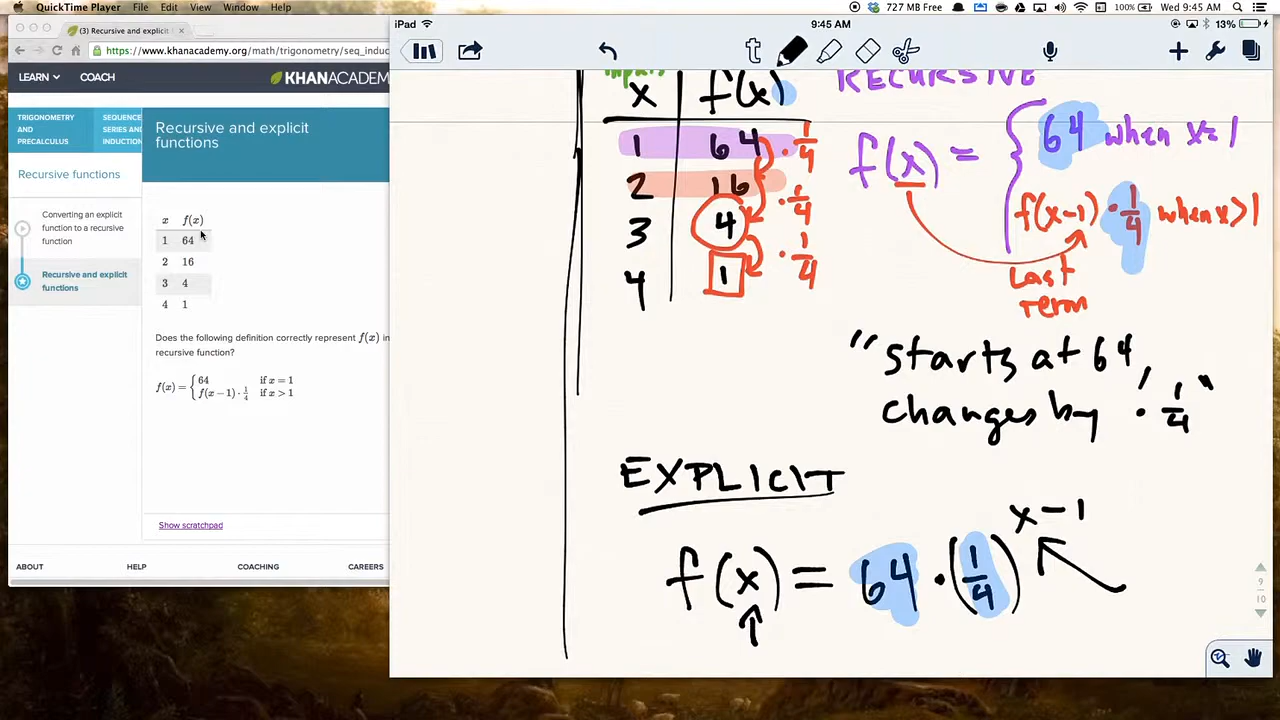 QuickTime Player File Edit View Window Help
727 MB Free 100% Wed 9:45 AM
(3) Recursive and explicit
https://www.khanacademy.org/math/trigonometry/seq_induc
LEARN COACH KHANACADEM
TRIGONOMETRY
AND
PRECALCULUS
SEQUENCE
SERIES AND
INDUCTION
Recursive and explicit
functions
Recursive functions
Converting an explicit
function to a recursive
function
Recursive and explicit
functions
x f(x)
1 64
2 16
3 4
4 1
Does the following definition correctly represent f(x) in
recursive function?
f(x) = { 64 if x = 1
f(x − 1) · 1/4 if x > 1
Show scratchpad
ABOUT HELP COACHING CAREERS
iPad 9:45 AM 13%
t
inputs
x f(x)
1 64 · 1/4
2 16 · 1/4
3 4 · 1/4
4 1
RECURSIVE
f(x) = { 64 when x=1
f(x-1) · 1/4 when x>1
Last
Term
"starts at 64,
changes by · 1/4"
EXPLICIT
f(x) = 64 · (1/4)^x-1
9
10